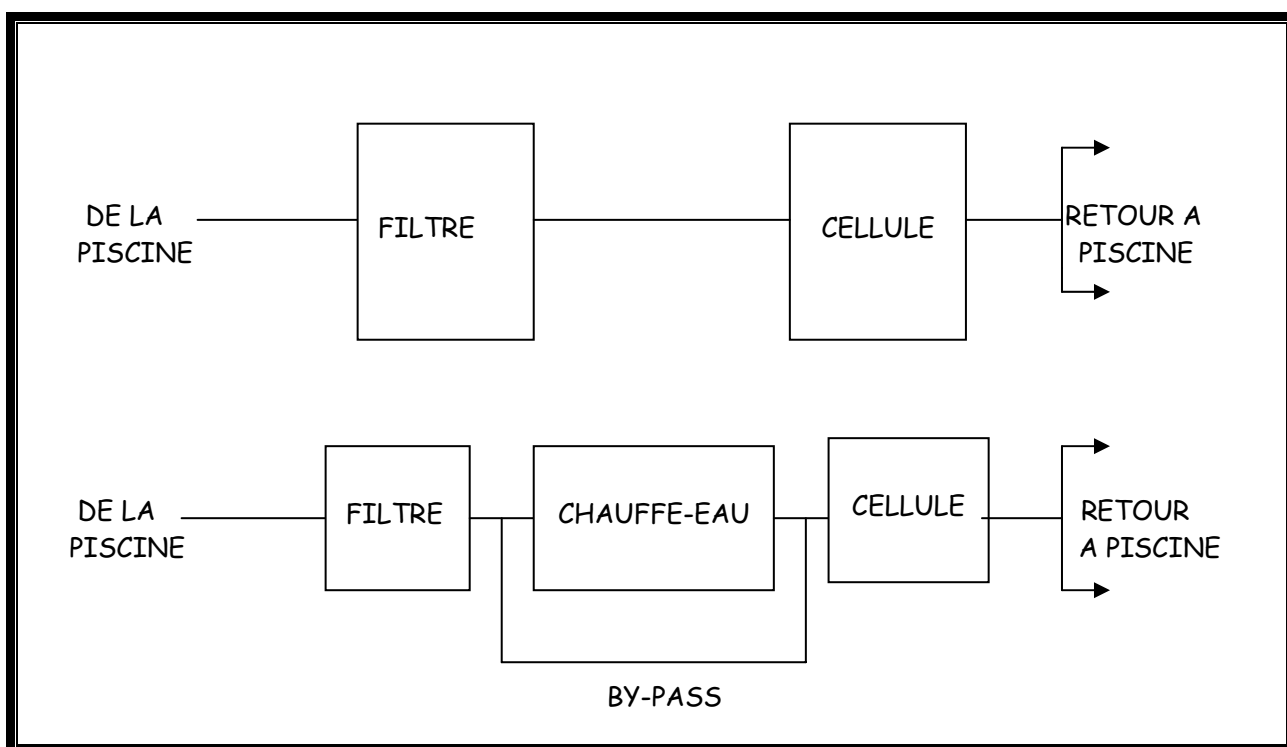 DE LA
PISCINE
FILTRE
CELLULE
RETOUR A
PISCINE
DE LA
PISCINE
FILTRE
CHAUFFE-EAU
CELLULE
RETOUR
A PISCINE
BY-PASS